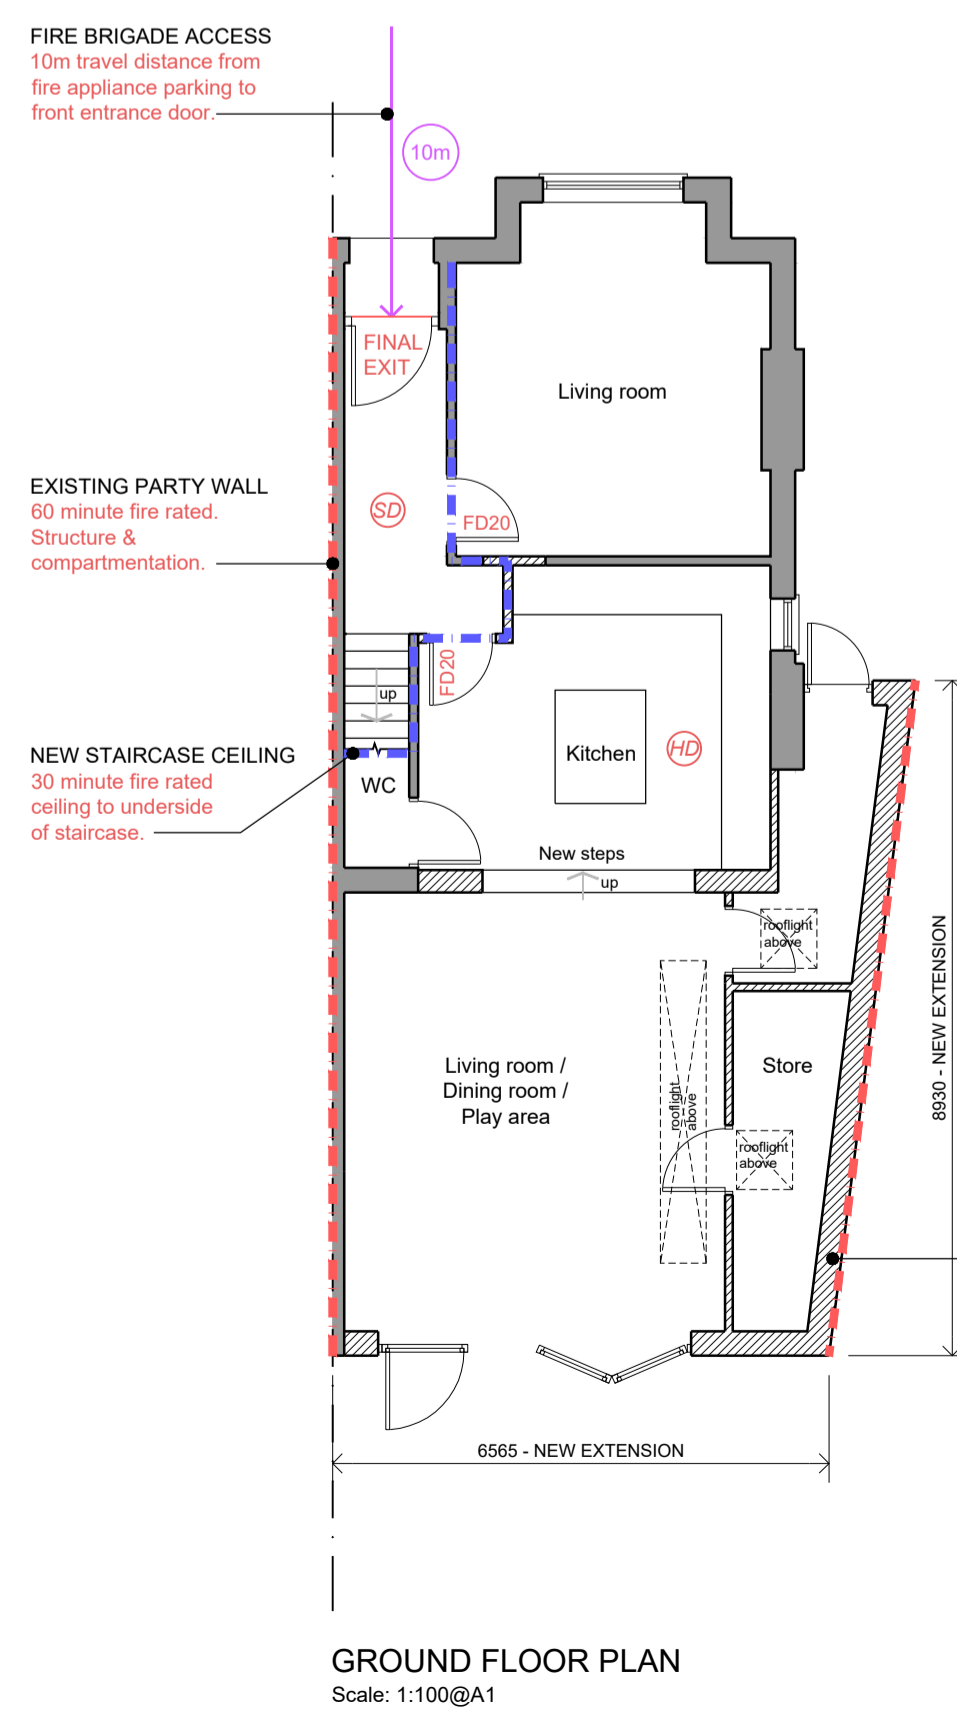 FIRE BRIGADE ACCESS
10m travel distance from
fire appliance parking to
front entrance door.
10m
FINAL
EXIT
Living room
EXISTING PARTY WALL
60 minute fire rated.
Structure &
compartmentation.
SD
FD20
FD20
up
Kitchen
HD
NEW STAIRCASE CEILING
30 minute fire rated
ceiling to underside
of staircase.
WC
New steps
up
rooflight
above
8930 - NEW EXTENSION
Living room /
Dining room /
Play area
rooflight
above
Store
rooflight
above
6565 - NEW EXTENSION
GROUND FLOOR PLAN
Scale: 1:100@A1